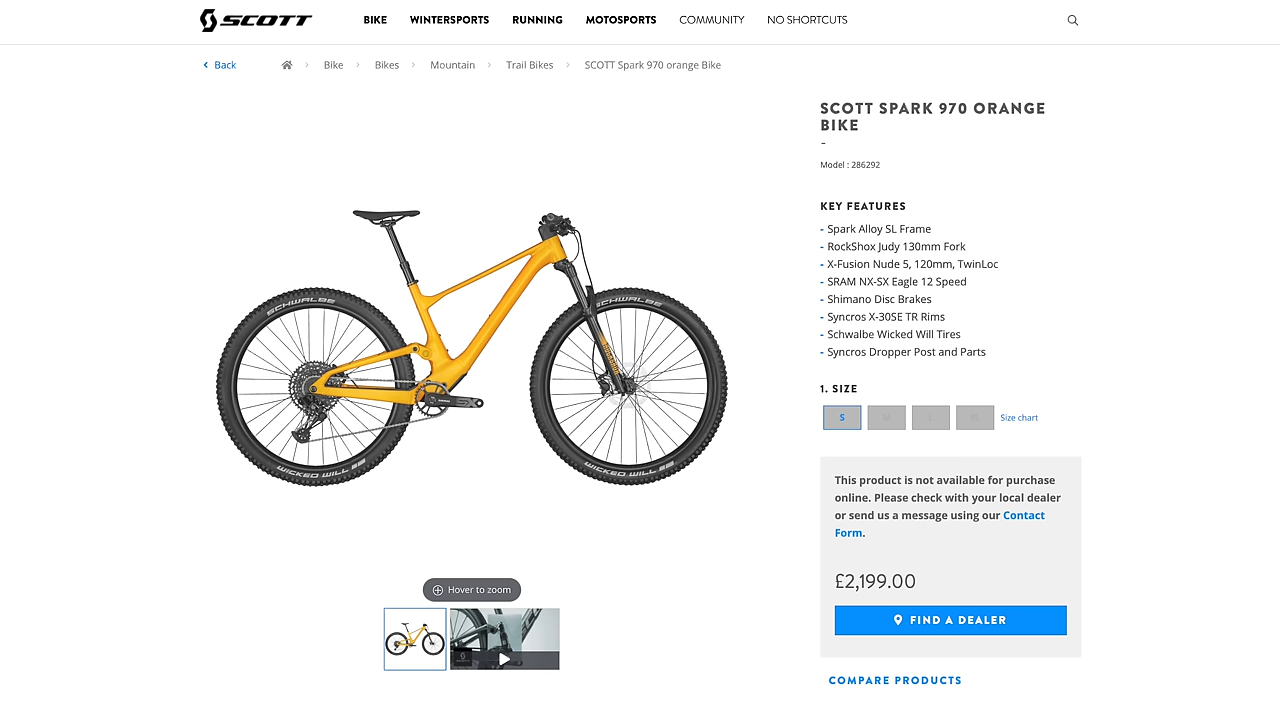 SCOTT
BIKE WINTERSPORTS RUNNING MOTOSPORTS COMMUNITY NO SHORTCUTS
Back
Bike Bikes Mountain Trail Bikes SCOTT Spark 970 orange Bike
SCOTT SPARK 970 ORANGE
BIKE
-
Model : 286292
KEY FEATURES
- Spark Alloy SL Frame
- RockShox Judy 130mm Fork
- X-Fusion Nude 5, 120mm, TwinLoc
- SRAM NX-SX Eagle 12 Speed
- Shimano Disc Brakes
- Syncros X-30SE TR Rims
- Schwalbe Wicked Will Tires
- Syncros Dropper Post and Parts
1. SIZE
S M L XL Size chart
This product is not available for purchase
online. Please check with your local dealer
or send us a message using our Contact
Form.
£2,199.00
FIND A DEALER
COMPARE PRODUCTS
SCHWALBE
SCHWALBE
WICKED WILL
WICKED WILL
Hover to zoom